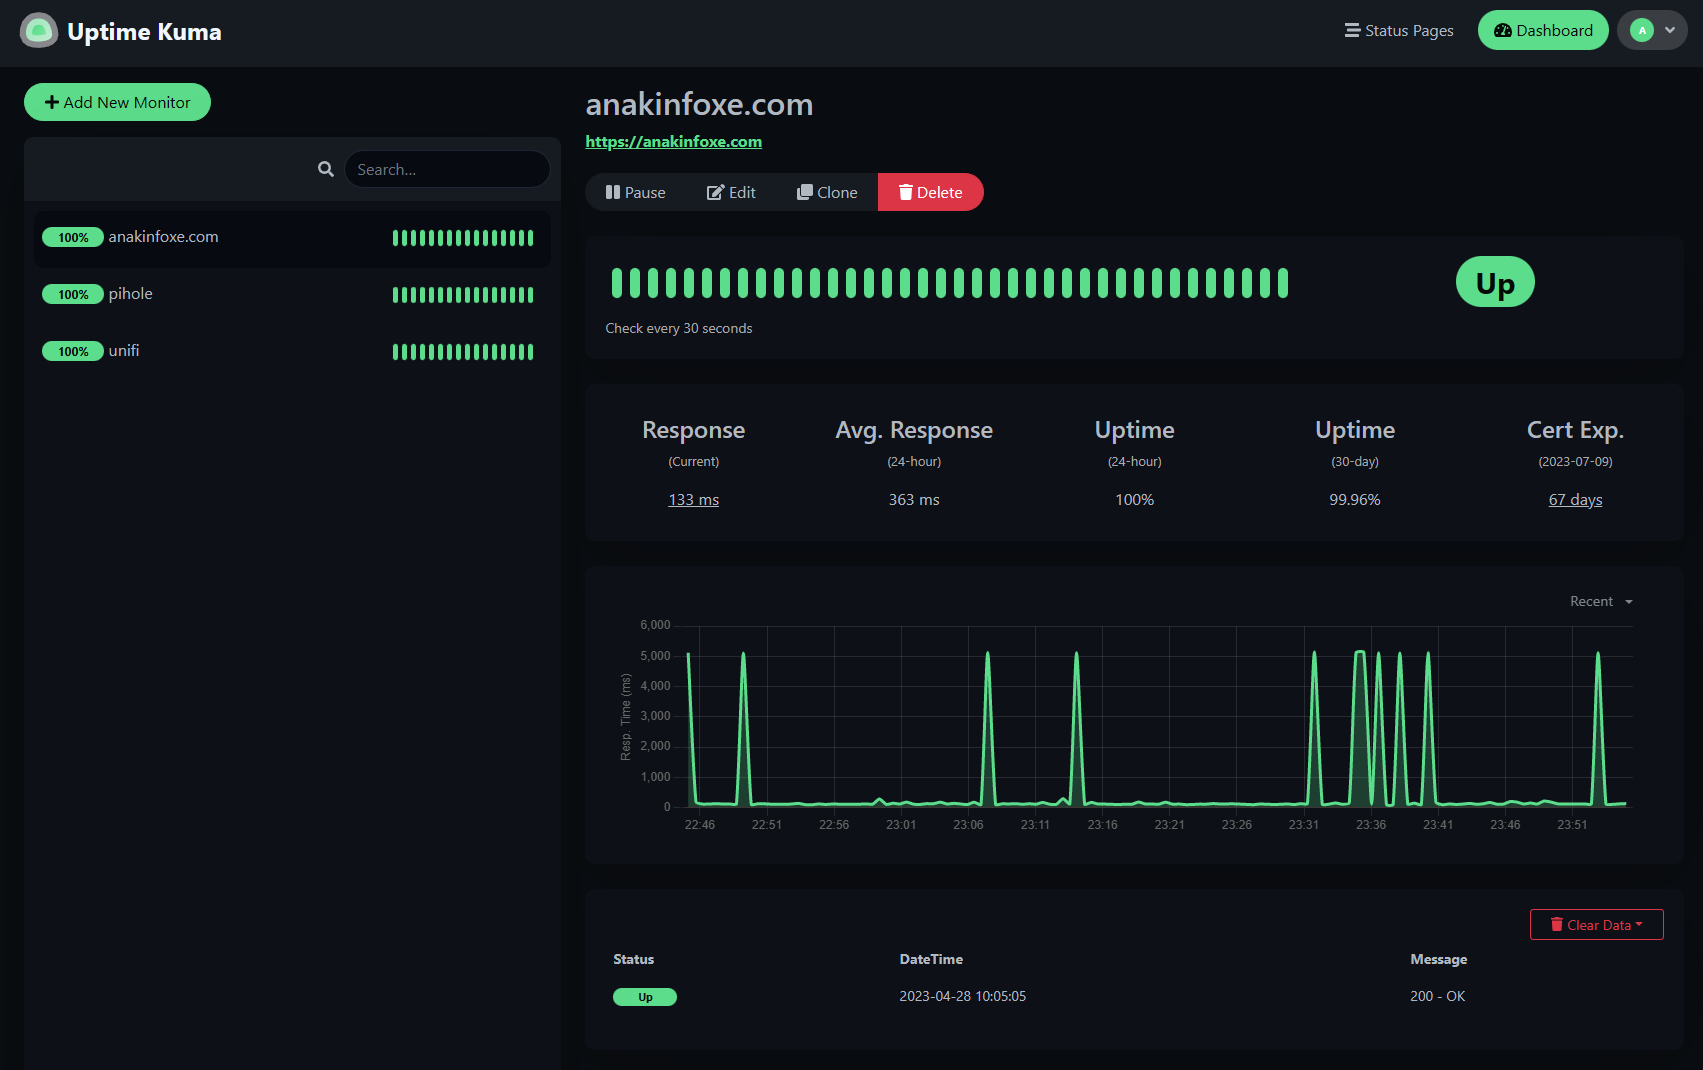 Uptime Kuma
Status Pages
Dashboard
A
Add New Monitor
Search...
100% anakinfoxe.com
100% pihole
100% unifi
anakinfoxe.com
https://anakinfoxe.com
Pause Edit Clone Delete
Up
Check every 30 seconds
Response Avg. Response Uptime Uptime Cert Exp.
(Current) (24-hour) (24-hour) (30-day) (2023-07-09)
133 ms 363 ms 100% 99.96% 67 days
Recent
Resp. Time (ms)
6,000
5,000
4,000
3,000
2,000
1,000
0
22:46 22:51 22:56 23:01 23:06 23:11 23:16 23:21 23:26 23:31 23:36 23:41 23:46 23:51
Clear Data
Status DateTime Message
Up 2023-04-28 10:05:05 200 - OK